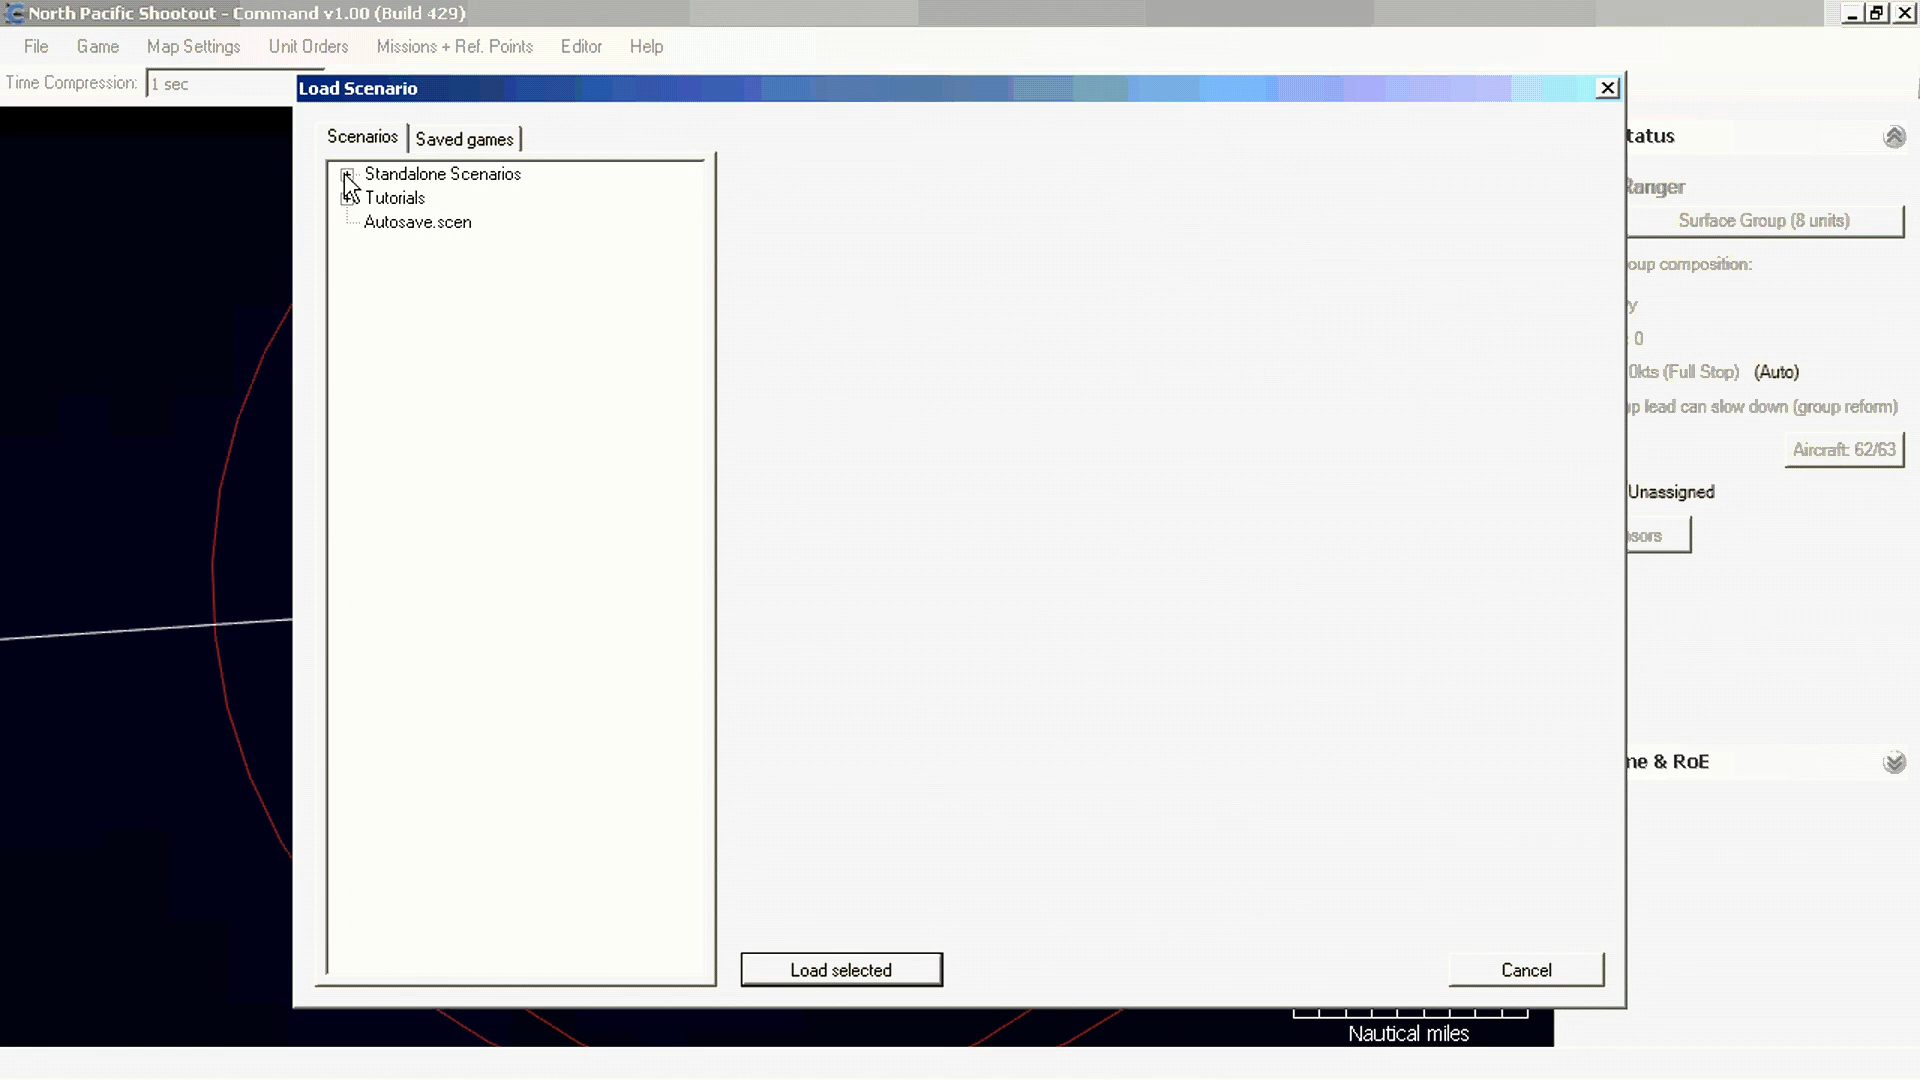 North Pacific Shootout - Command v1.00 (Build 429)
File Game Map Settings Unit Orders Missions + Ref. Points Editor Help
Time Compression: 1 sec
Load Scenario
Scenarios Saved games
Standalone Scenarios
Tutorials
Autosave.scen
Load selected
Cancel
tatus
Ranger
Surface Group (8 units)
oup composition:
y
: 0
0kts (Full Stop) (Auto)
p lead can slow down (group reform)
Aircraft: 62/63
Unassigned
sors
ne & RoE
Nautical miles